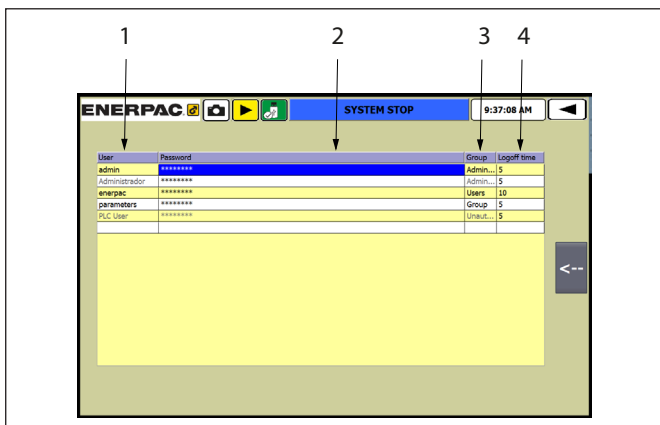 1 2 3 4
ENERPAC SYSTEM STOP 9:37:08 AM
User Password Group Logoff time
admin ******** Admin... 5
Administrador ******** Admin... 5
enerpac ******** Users 10
parameters ******** Group 5
PLC User ******** Unaut... 5
<--